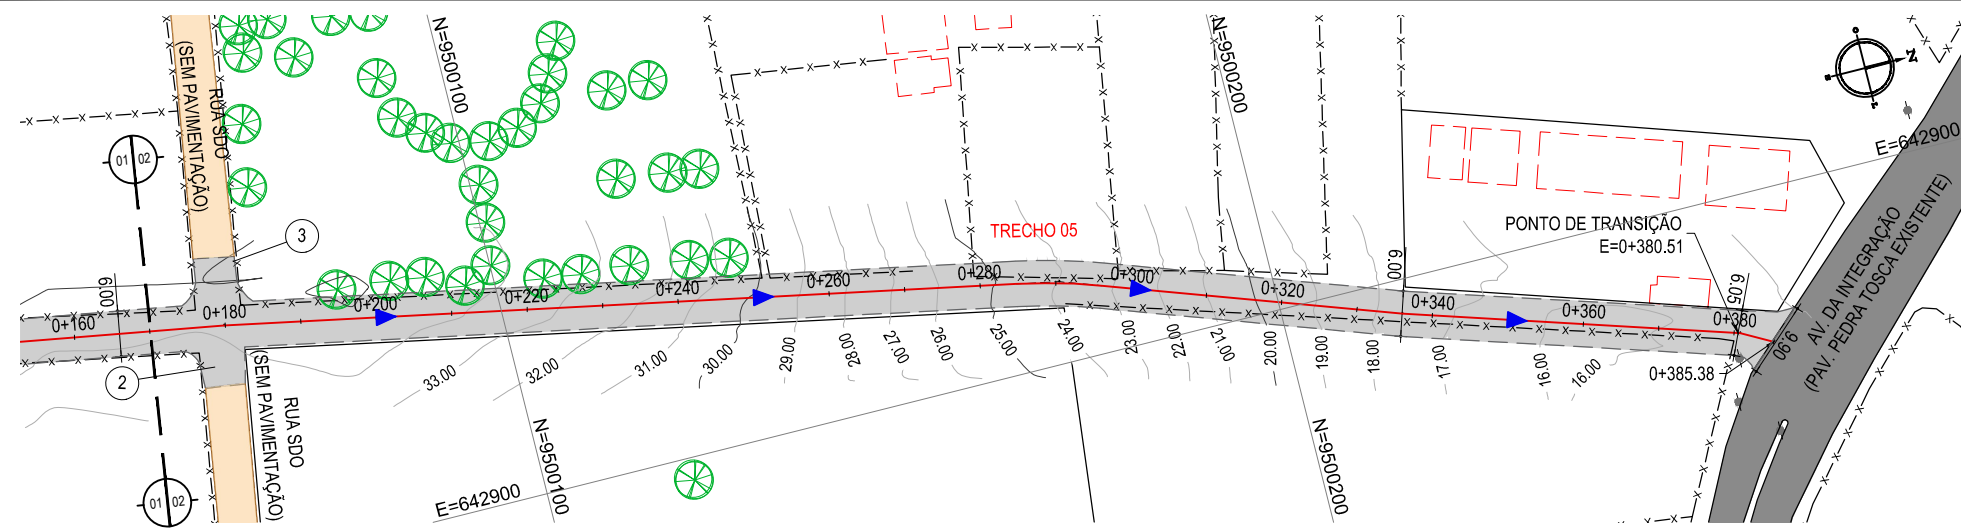 RUA SDO
(SEM PAVIMENTAÇÃO)
N=9500100
N=9500200
N
E=642900
01 02
3
TRECHO 05
PONTO DE TRANSIÇÃO
E=0+380.51
AV. DA INTEGRAÇÃO
(PAV. PEDRA TOSCA EXISTENTE)
6.00
6.00
6.05
9.90
0+160
0+180
0+200
0+220
0+240
0+260
0+280
0+300
0+320
0+340
0+360
0+380
0+385.38
2
33.00
32.00
31.00
30.00
29.00
28.00
27.00
26.00
25.00
24.00
23.00
22.00
21.00
20.00
19.00
18.00
17.00
16.00
16.00
RUA SDO
(SEM PAVIMENTAÇÃO)
01 02
E=642900
N=9500100
N=9500200